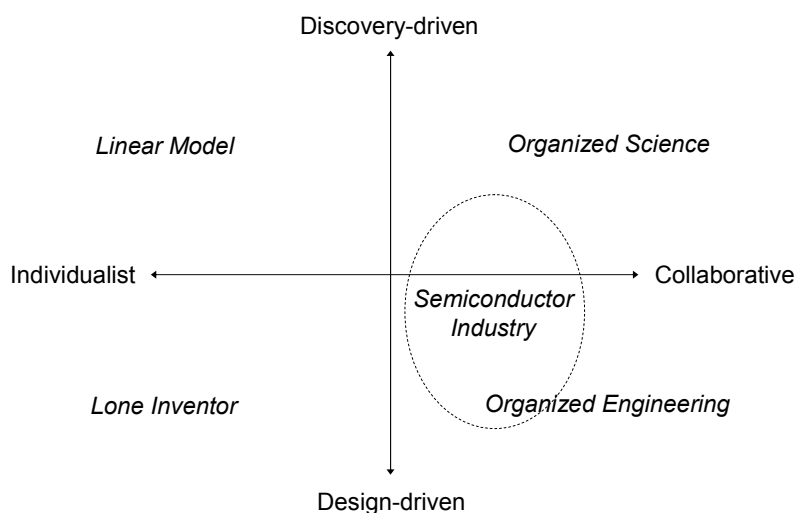 Discovery-driven
Linear Model
Organized Science
Individualist
Collaborative
Semiconductor
Industry
Lone Inventor
Organized Engineering
Design-driven